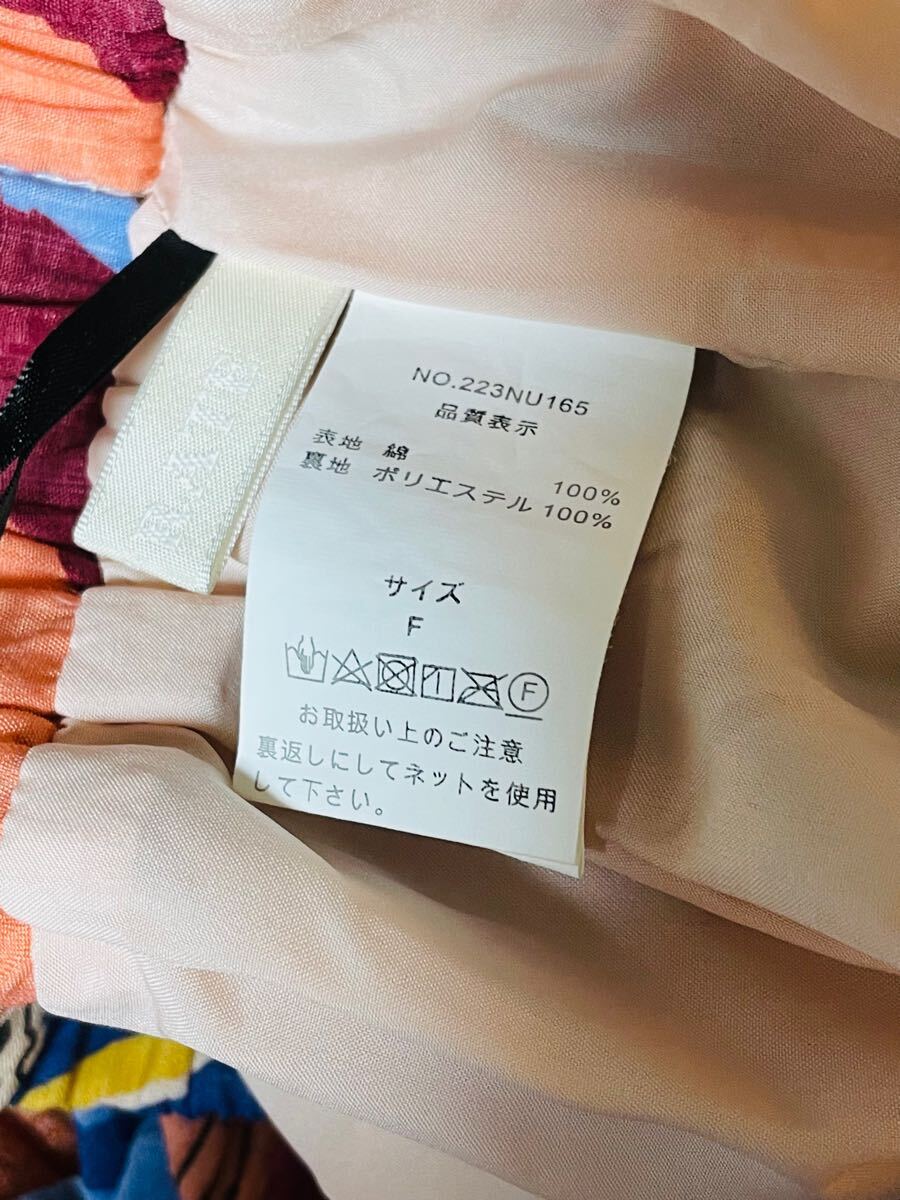 NO.223NU165
品質表示
表地 綿 100%
裏地 ポリエステル 100%
サイズ
F
F
お取扱い上のご注意
裏返しにしてネットを使用
して下さい。